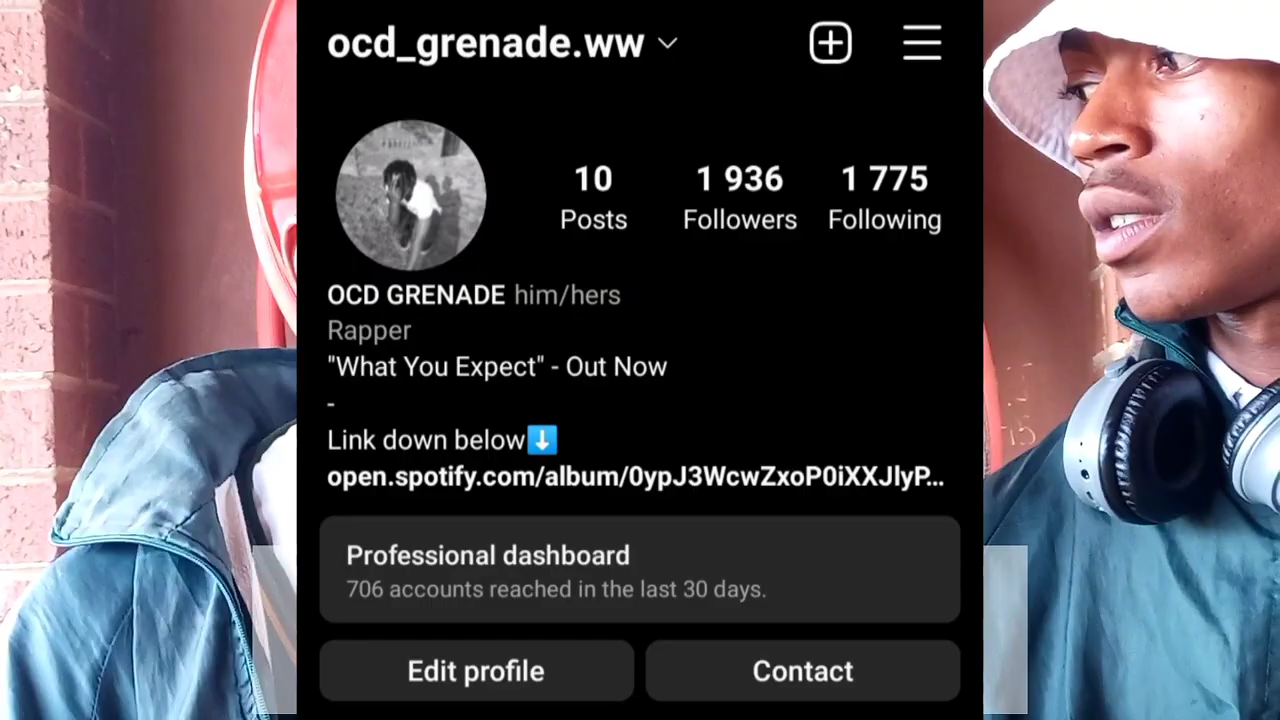 ocd_grenade.ww
10
Posts
1 936
Followers
1 775
Following
OCD GRENADE him/hers
Rapper
"What You Expect" - Out Now
-
Link down below⬇️
open.spotify.com/album/0ypJ3WcwZxoP0iXXJlyP...
Professional dashboard
706 accounts reached in the last 30 days.
Edit profile
Contact